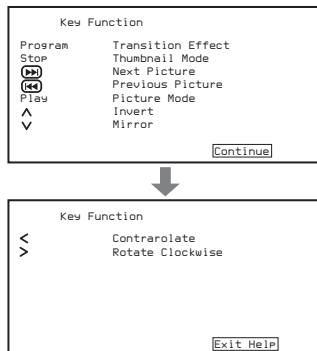 Key Function
Program Transition Effect
Stop Thumbnail Mode
⏭ Next Picture
⏮ Previous Picture
Play Picture Mode
∧ Invert
∨ Mirror
Continue
Key Function
< Contrarolate
> Rotate Clockwise
Exit Help